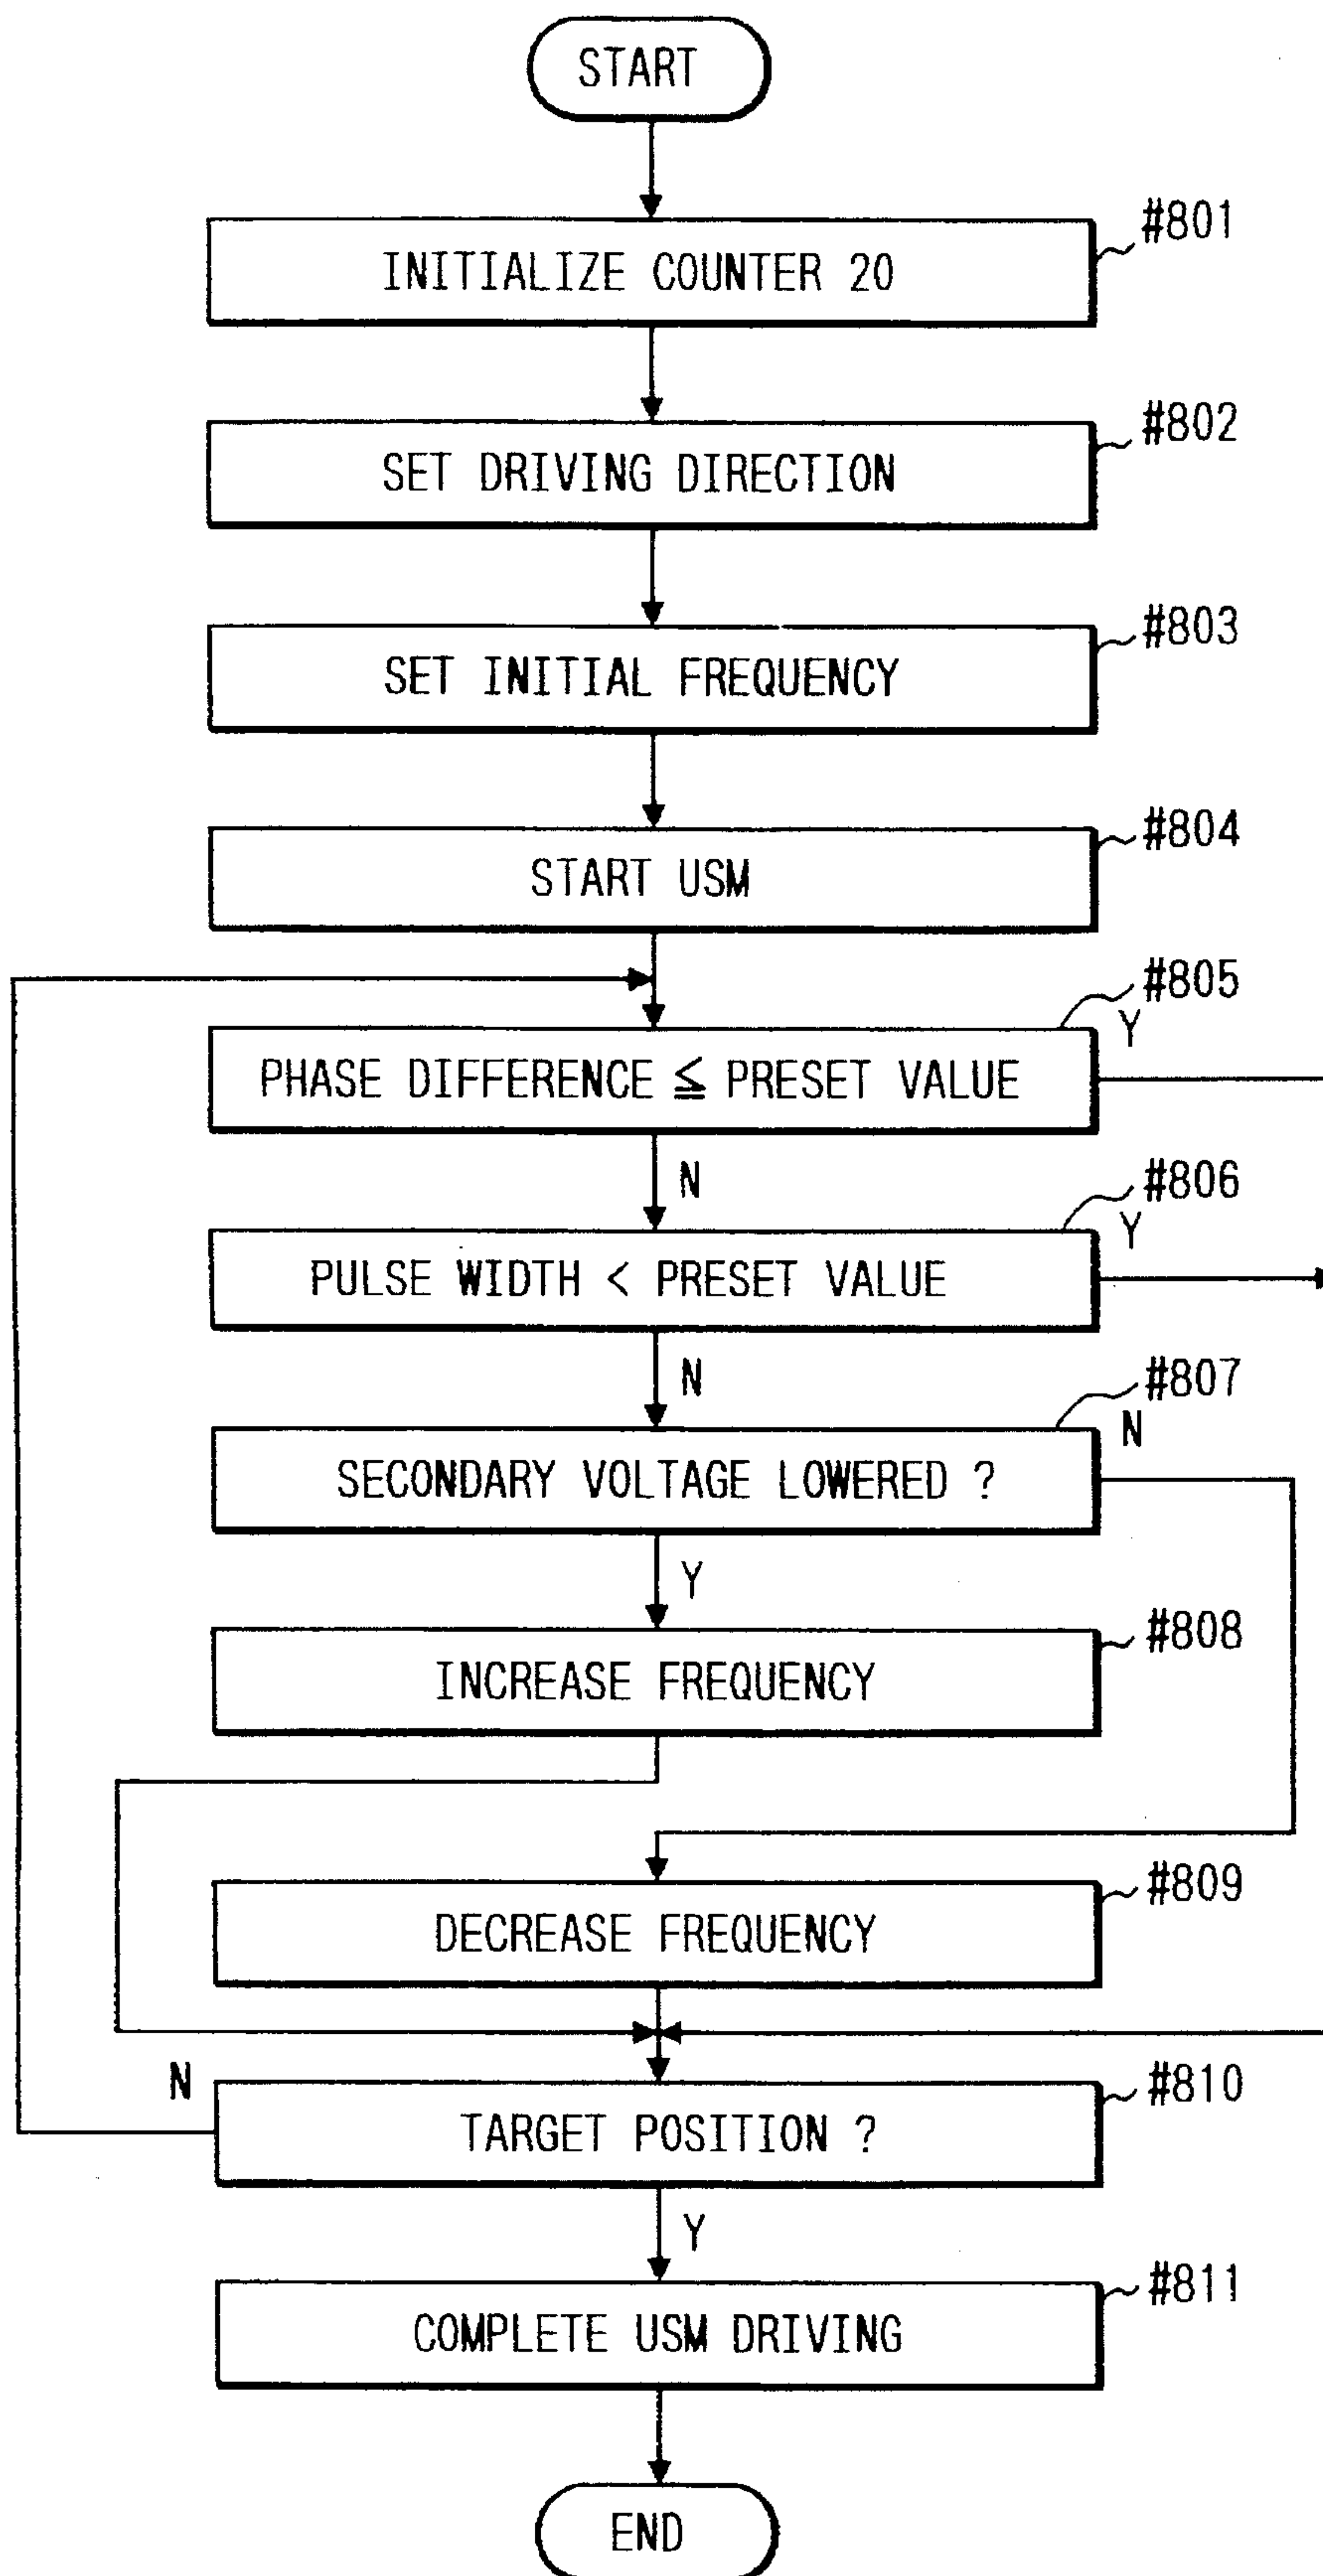 START
#801
INITIALIZE COUNTER 20
#802
SET DRIVING DIRECTION
#803
SET INITIAL FREQUENCY
#804
START USM
#805
Y
PHASE DIFFERENCE ≦ PRESET VALUE
N
#806
Y
PULSE WIDTH < PRESET VALUE
N
#807
N
SECONDARY VOLTAGE LOWERED ?
Y
#808
INCREASE FREQUENCY
#809
DECREASE FREQUENCY
N
#810
TARGET POSITION ?
Y
#811
COMPLETE USM DRIVING
END